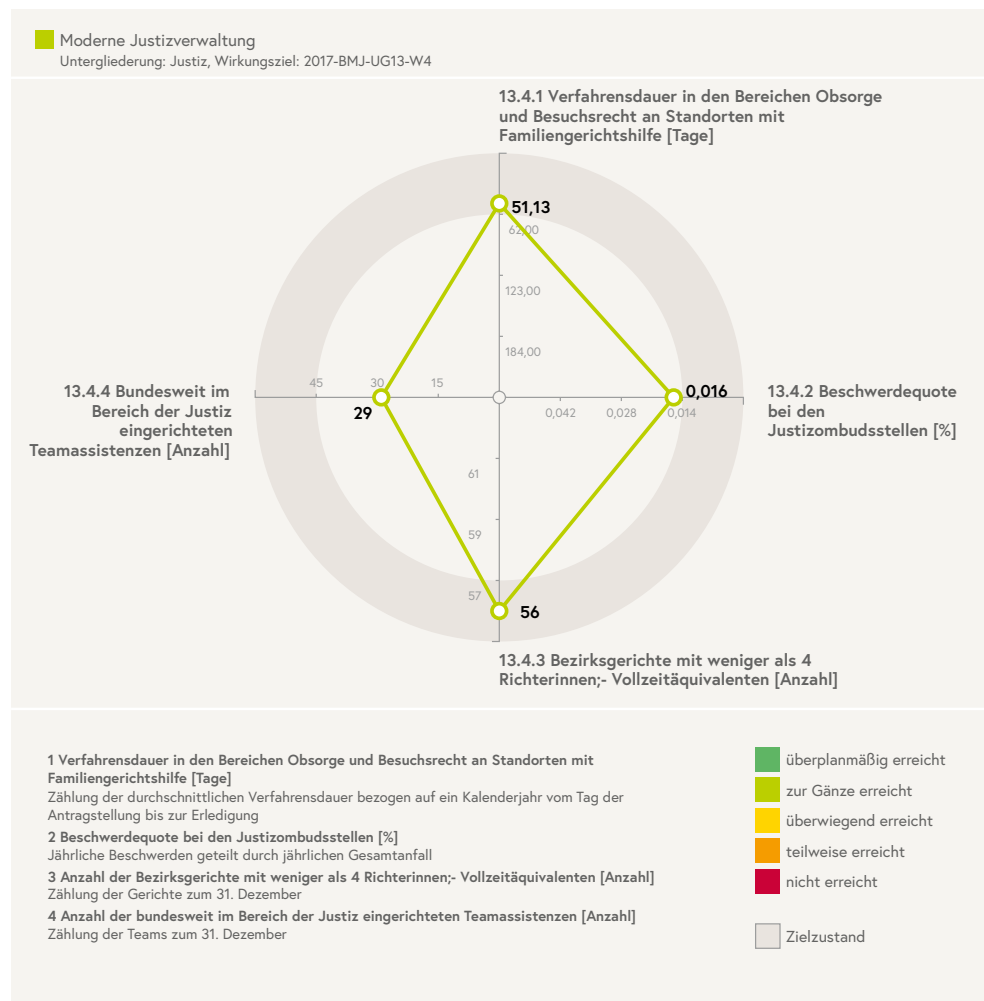 Moderne Justizverwaltung
Untergliederung: Justiz, Wirkungsziel: 2017-BMJ-UG13-W4
13.4.1 Verfahrensdauer in den Bereichen Obsorge
und Besuchsrecht an Standorten mit
Familiengerichtshilfe [Tage]
51,13
62,00
123,00
184,00
13.4.4 Bundesweit im
Bereich der Justiz
eingerichteten
Teamassistenzen [Anzahl]
45
30
15
29
0,042
0,028
0,014
0,016
13.4.2 Beschwerdequote
bei den
Justizombudsstellen [%]
61
59
57
56
13.4.3 Bezirksgerichte mit weniger als 4
Richterinnen;- Vollzeitäquivalenten [Anzahl]
1 Verfahrensdauer in den Bereichen Obsorge und Besuchsrecht an Standorten mit
Familiengerichtshilfe [Tage]
Zählung der durchschnittlichen Verfahrensdauer bezogen auf ein Kalenderjahr vom Tag der
Antragstellung bis zur Erledigung
2 Beschwerdequote bei den Justizombudsstellen [%]
Jährliche Beschwerden geteilt durch jährlichen Gesamtanfall
3 Anzahl der Bezirksgerichte mit weniger als 4 Richterinnen;- Vollzeitäquivalenten [Anzahl]
Zählung der Gerichte zum 31. Dezember
4 Anzahl der bundesweit im Bereich der Justiz eingerichteten Teamassistenzen [Anzahl]
Zählung der Teams zum 31. Dezember
überplanmäßig erreicht
zur Gänze erreicht
überwiegend erreicht
teilweise erreicht
nicht erreicht
Zielzustand